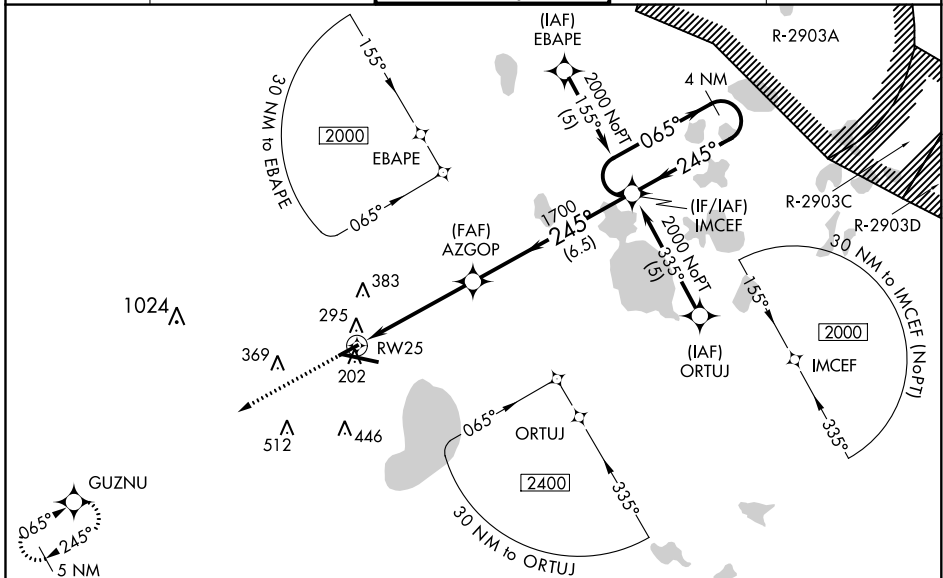 (IAF)
EBAPE
R-2903A
155°
30 NM to EBAPE
2000
EBAPE
065°
2000 NoPT
155°
(5)
4 NM
065°
245°
(IF/IAF)
IMCEF
R-2903C
R-2903D
1700
245°
(6.5)
(FAF)
AZGOP
2000 NoPT
335°
(5)
(IAF)
ORTUJ
30 NM to IMCEF (NoPT)
155°
2000
IMCEF
335°
1024
383
295
RW25
369
202
512
446
065°
ORTUJ
2400
335°
30 NM to ORTUJ
GUZNU
065°
245°
5 NM